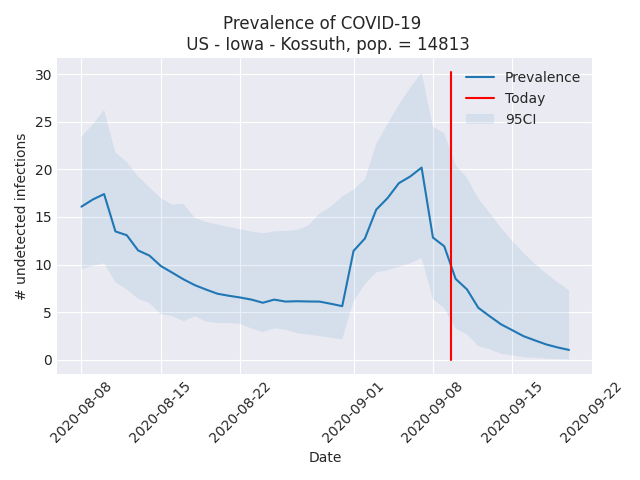 Prevalence of COVID-19
US - Iowa - Kossuth, pop. = 14813
30
25
20
15
10
5
0
# undetected infections
Prevalence
Today
95CI
2020-08-08
2020-08-15
2020-08-22
2020-09-01
2020-09-08
2020-09-15
2020-09-22
Date